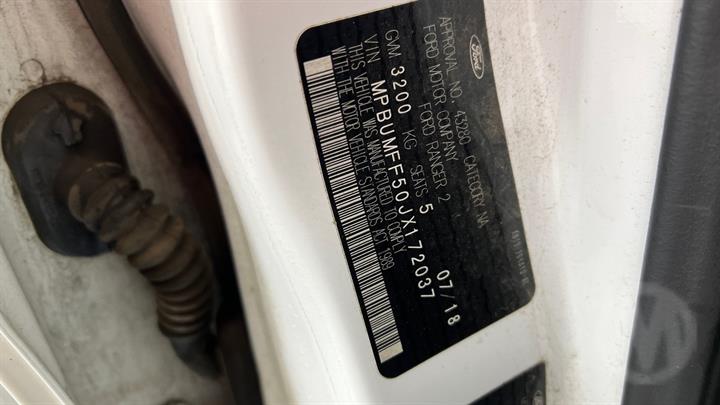 Ford
APPROVAL NO. 43280 CATEGORY NA
FORD MOTOR COMPANY
FORD RANGER 2 07/18
GVM 3200 KG SEATS 5
VIN MPBUMFF50JX172037
THIS VEHICLE WAS MANUFACTURED TO COMPLY
WITH THE MOTOR VEHICLE STANDARDS ACT 1989